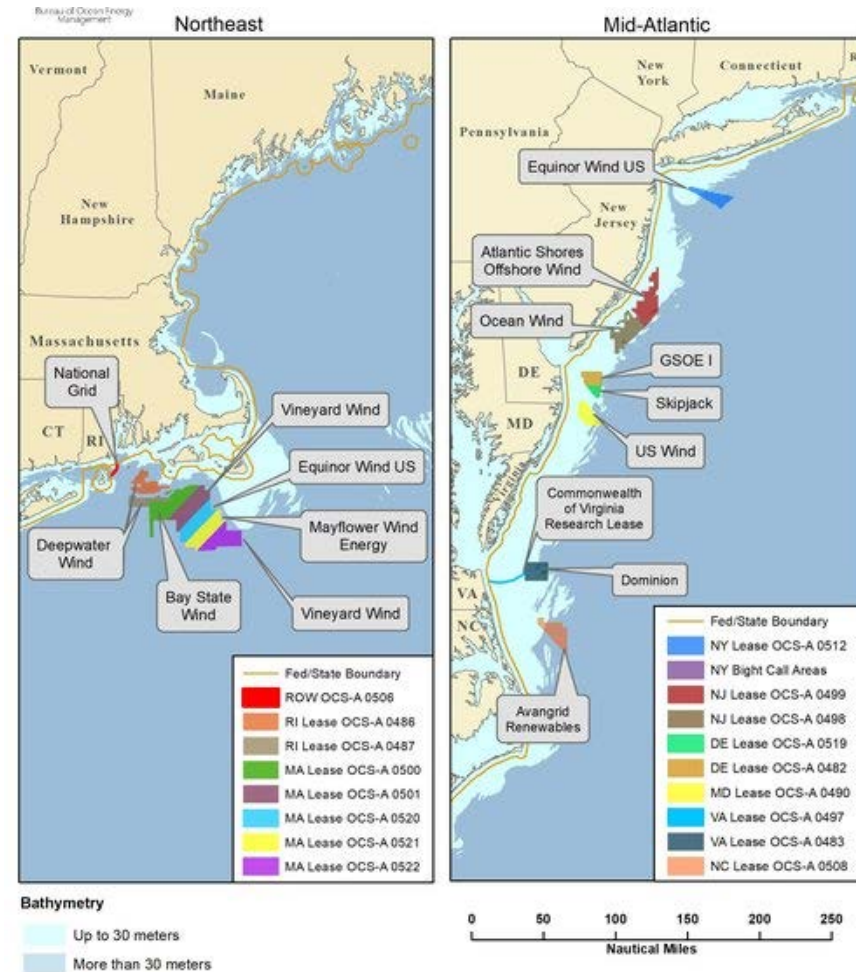 Bureau of Ocean Energy
Management
Northeast
Vermont
Maine
New
Hampshire
Massachusetts
National
Grid
CT
RI
Vineyard Wind
Equinor Wind US
Mayflower Wind
Energy
Deepwater
Wind
Bay State
Wind
Vineyard Wind
Fed/State Boundary
ROW OCS-A 0506
RI Lease OCS-A 0486
RI Lease OCS-A 0487
MA Lease OCS-A 0500
MA Lease OCS-A 0501
MA Lease OCS-A 0520
MA Lease OCS-A 0521
MA Lease OCS-A 0522
Mid-Atlantic
New
York
Connecticut
R
Pennsylvania
Equinor Wind US
New
Jersey
Atlantic Shores
Offshore Wind
Ocean Wind
GSOE I
DE
Skipjack
MD
US Wind
Virginia
Commonwealth
of Virginia
Research Lease
Dominion
VA
NC
Avangrid
Renewables
Fed/State Boundary
NY Lease OCS-A 0512
NY Bight Call Areas
NJ Lease OCS-A 0499
NJ Lease OCS-A 0498
DE Lease OCS-A 0519
DE Lease OCS-A 0482
MD Lease OCS-A 0490
VA Lease OCS-A 0497
VA Lease OCS-A 0483
NC Lease OCS-A 0508
Bathymetry
Up to 30 meters
More than 30 meters
0 50 100 150 200 250
Nautical Miles